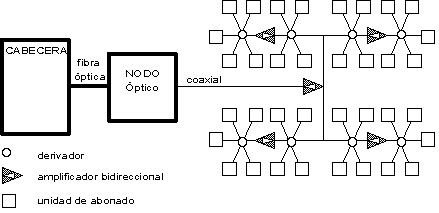 CABECERA
fibra
óptica
NODO
Óptico
coaxial
derivador
amplificador bidireccional
unidad de abonado